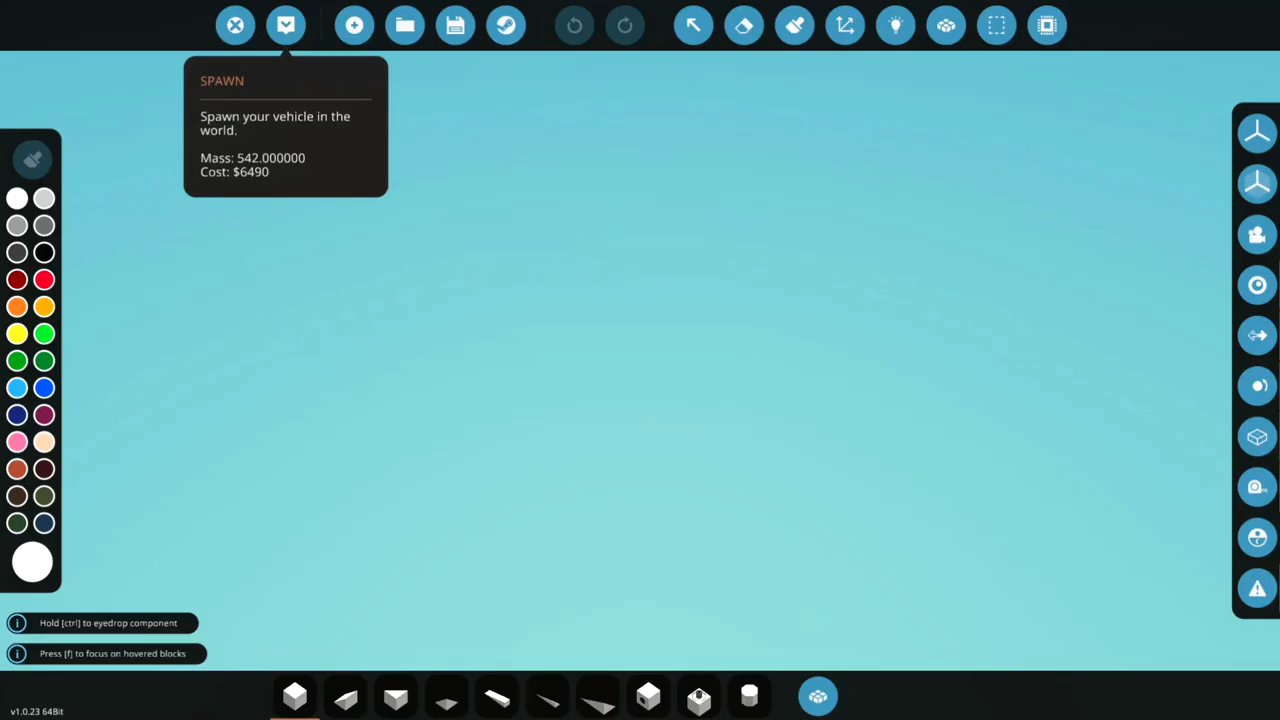 SPAWN
Spawn your vehicle in the
world.
Mass: 542.000000
Cost: $6490
Hold [ctrl] to eyedrop component
Press [f] to focus on hovered blocks
v1.0.23 64Bit